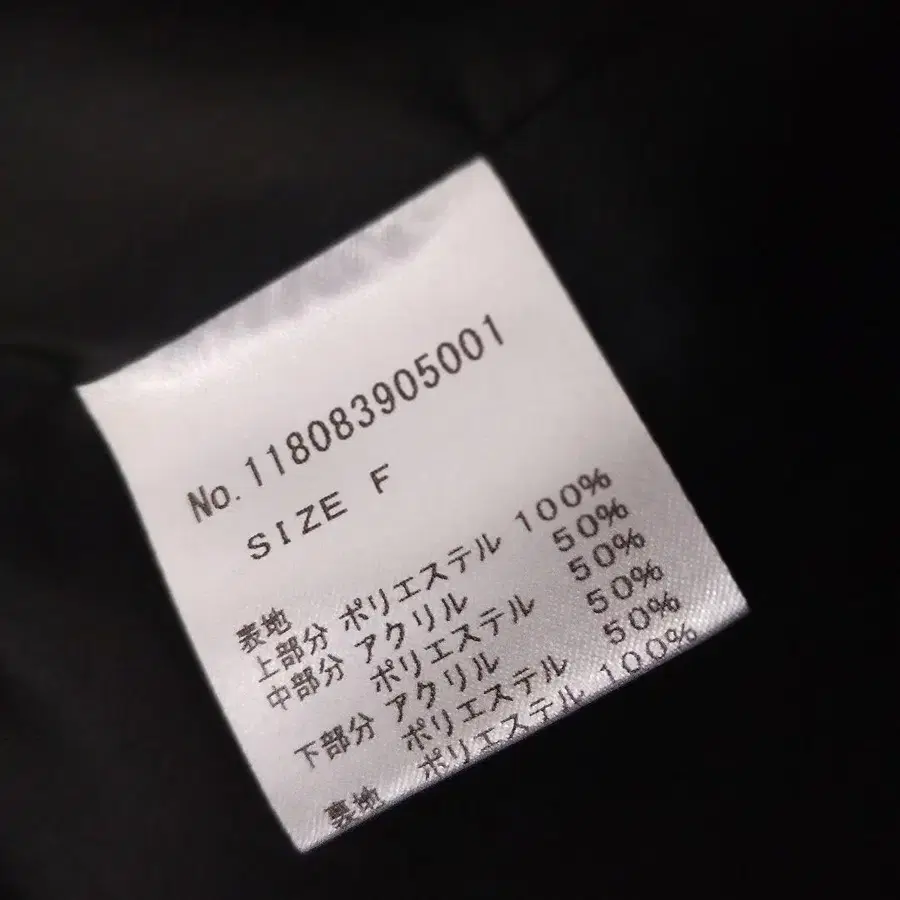 No.118083905001
SIZE F
表地
上部分 ポリエステル 100%
中部分 アクリル 50%
ポリエステル 50%
下部分 アクリル 50%
ポリエステル 50%
裏地 ポリエステル 100%